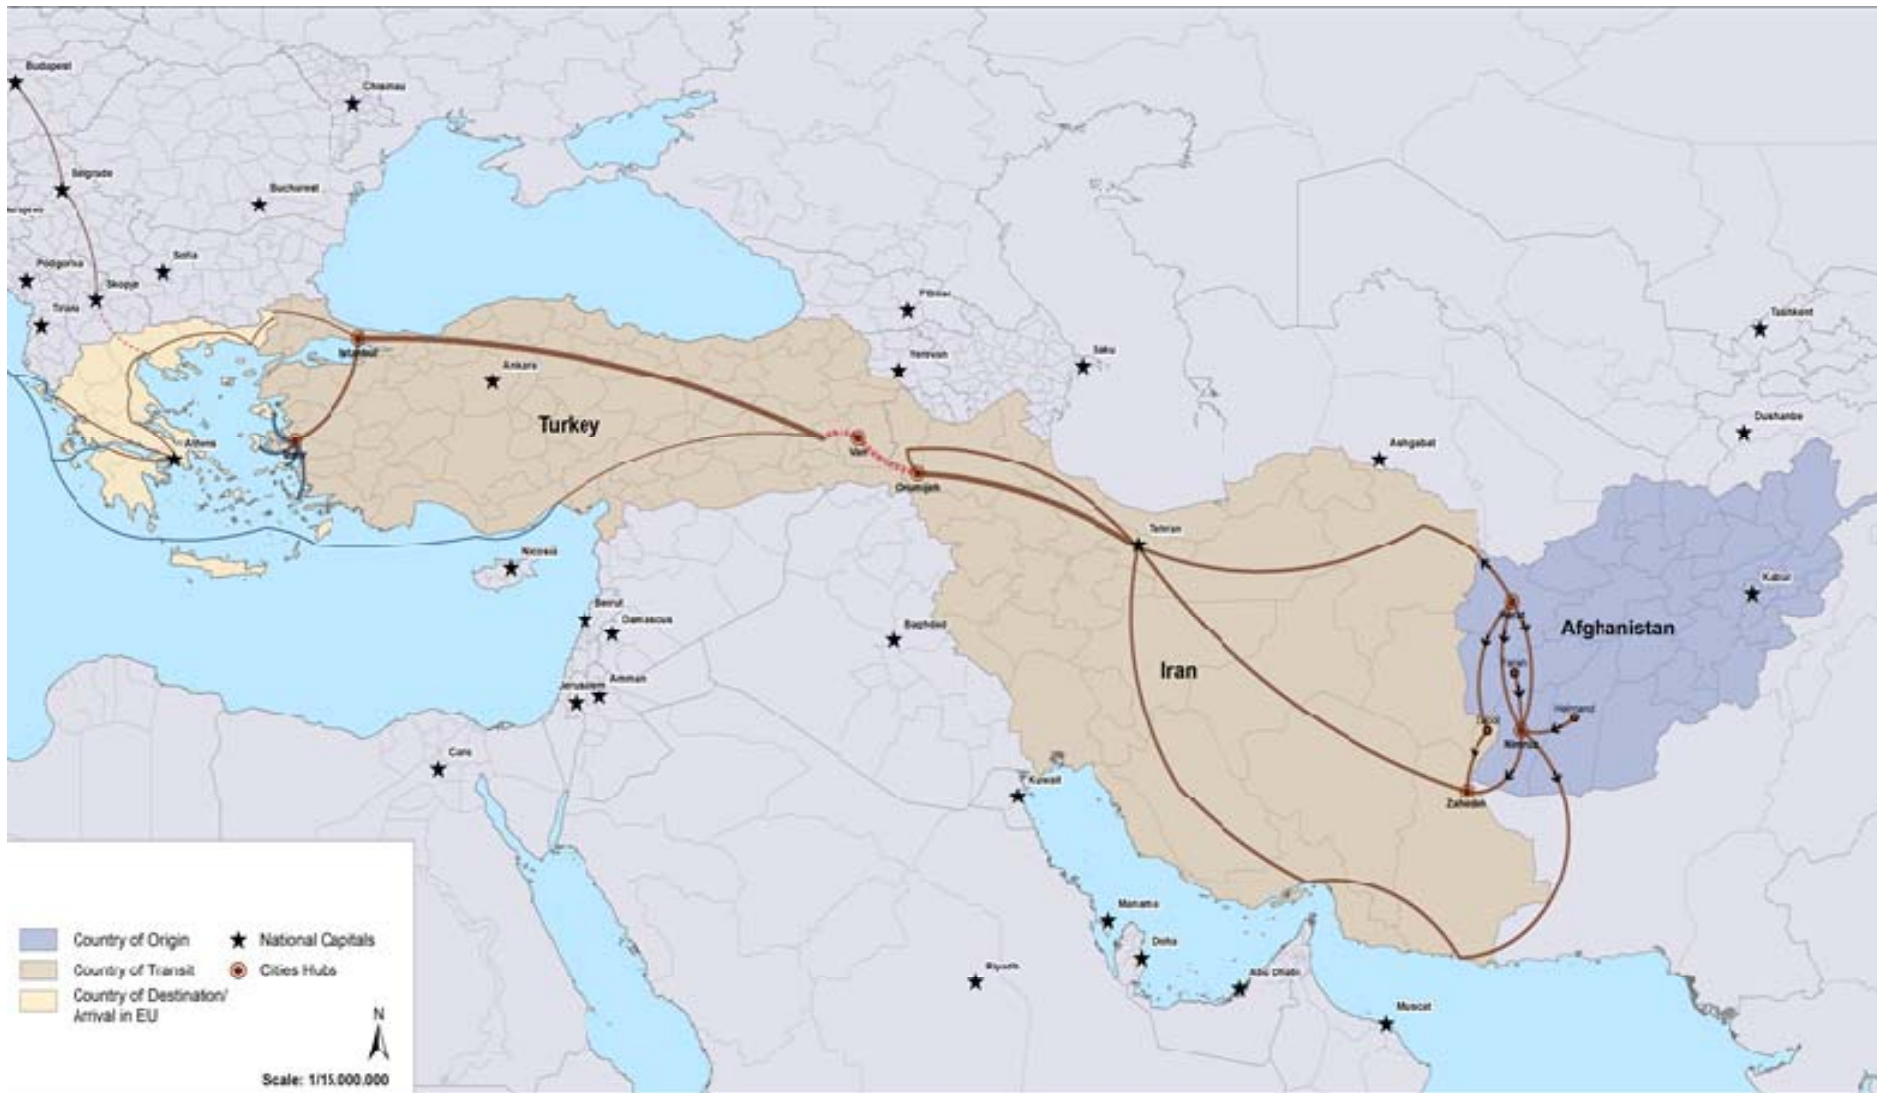 Budapest
Chisinau
Belgrade
Bucharest
Podgorica
Sofia
Skopje
Tirana
Tbilisi
Tashkent
Istanbul
Yerevan
Baku
Ankara
Dushanbe
Turkey
Athens
Van
Ashgabat
Orumiyeh
Tehran
Nicosia
Kabul
Beirut
Damascus
Baghdad
Afghanistan
Iran
Farah
Jerusalem
Amman
Helmand
Nimruz
Cairo
Kuwait
Zahedan
Manama
Doha
Riyadh
Abu Dhabi
Muscat
Country of Origin
National Capitals
Country of Transit
Cities Hubs
Country of Destination/
Arrival in EU
N
Scale: 1/15.000.000